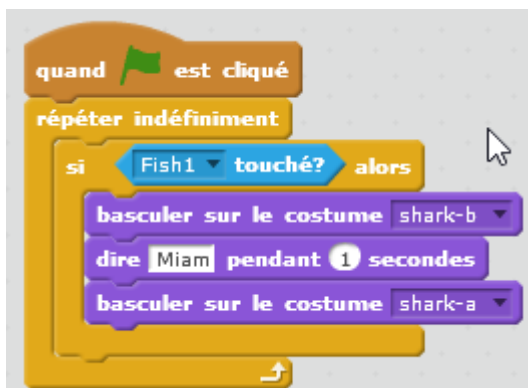 quand est cliqué
répéter indéfiniment
si Fish1 touché? alors
basculer sur le costume shark-b
dire Miam pendant 1 secondes
basculer sur le costume shark-a